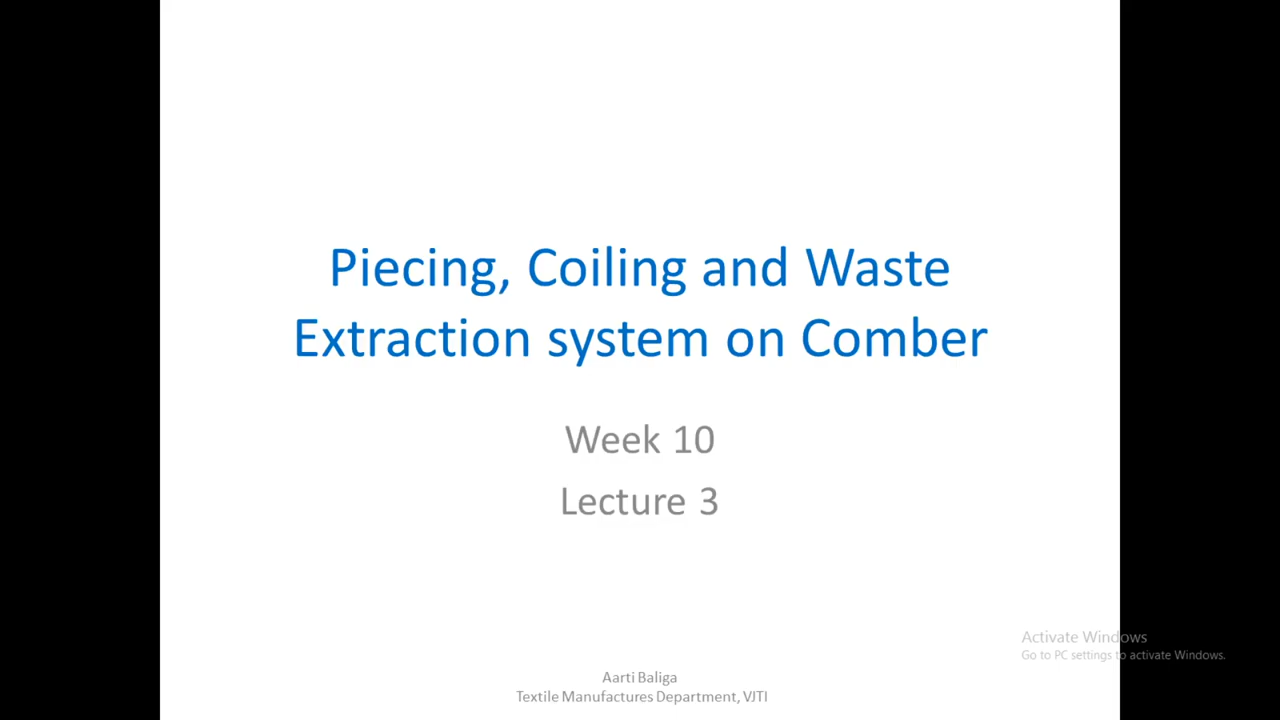 Piecing, Coiling and Waste
Extraction system on Comber
Week 10
Lecture 3
Activate Windows
Go to PC settings to activate Windows.
Aarti Baliga
Textile Manufactures Department, VJTI